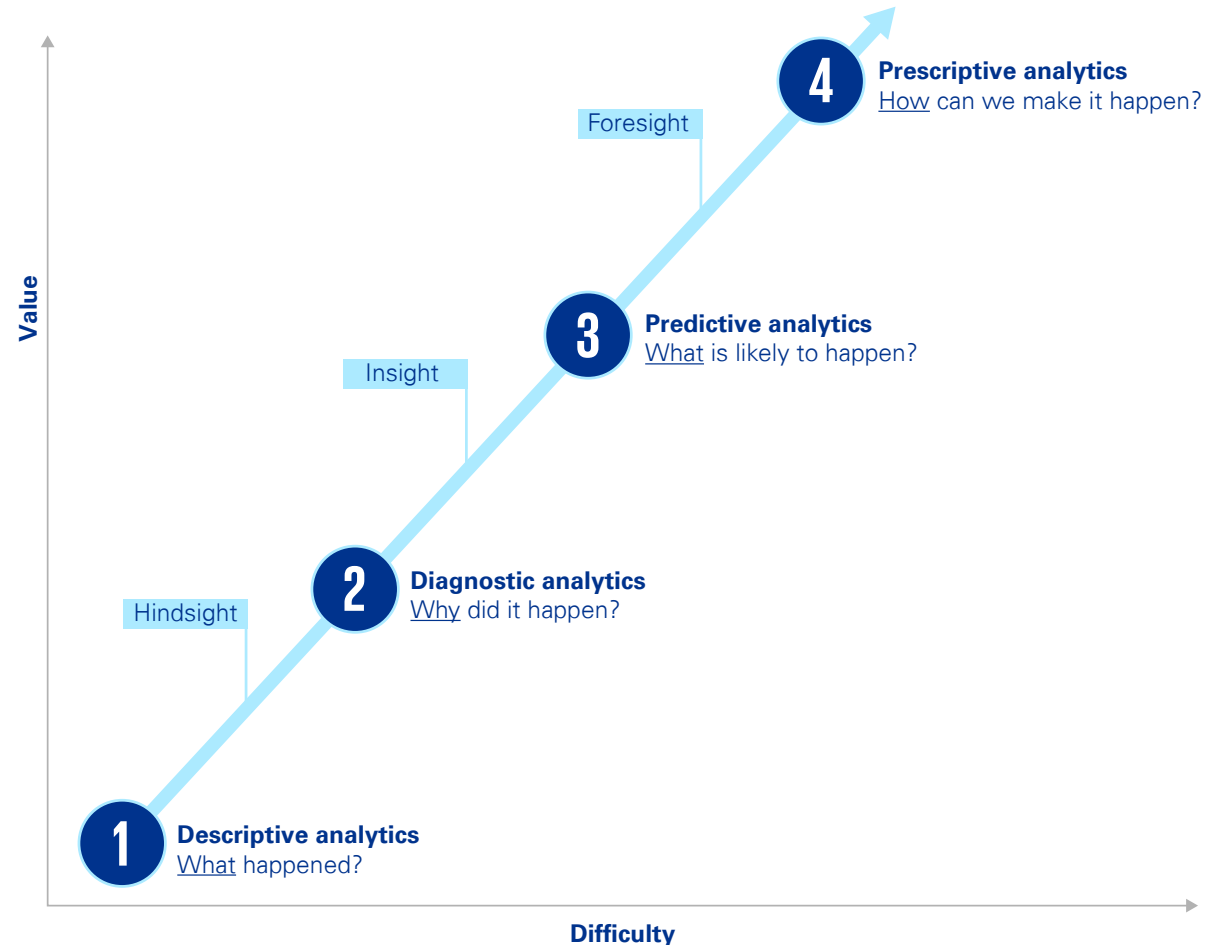 4
Prescriptive analytics
How can we make it happen?
Foresight
3
Predictive analytics
What is likely to happen?
Insight
2
Diagnostic analytics
Why did it happen?
Hindsight
1
Descriptive analytics
What happened?
Value
Difficulty